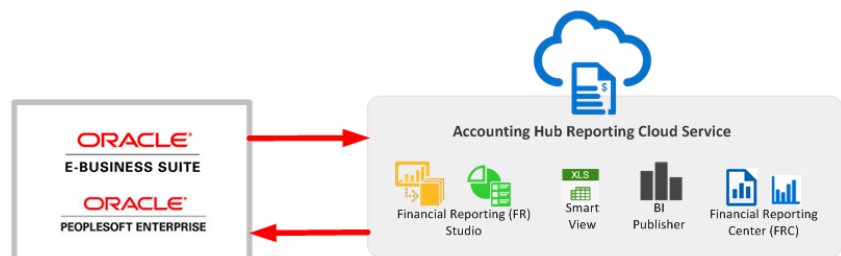 $
Accounting Hub Reporting Cloud Service
ORACLE®
E-BUSINESS SUITE
ORACLE®
PEOPLESOFT ENTERPRISE
XLS
Financial Reporting (FR)
Studio
Smart
View
BI
Publisher
Financial Reporting
Center (FRC)